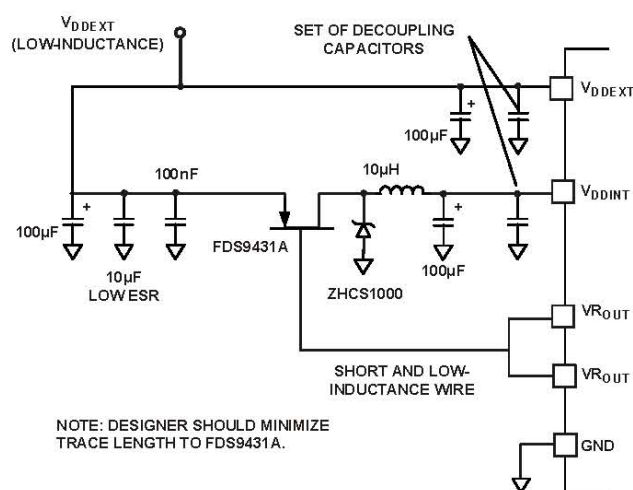 VDDEXT
(LOW-INDUCTANCE)
SET OF DECOUPLING
CAPACITORS
+
100µF
VDDEXT
100nF
10µH
+
100µF
10µF
LOW ESR
FDS9431A
+
100µF
ZHCS1000
VDDINT
VROUT
SHORT AND LOW-
INDUCTANCE WIRE
VROUT
NOTE: DESIGNER SHOULD MINIMIZE
TRACE LENGTH TO FDS9431A.
GND